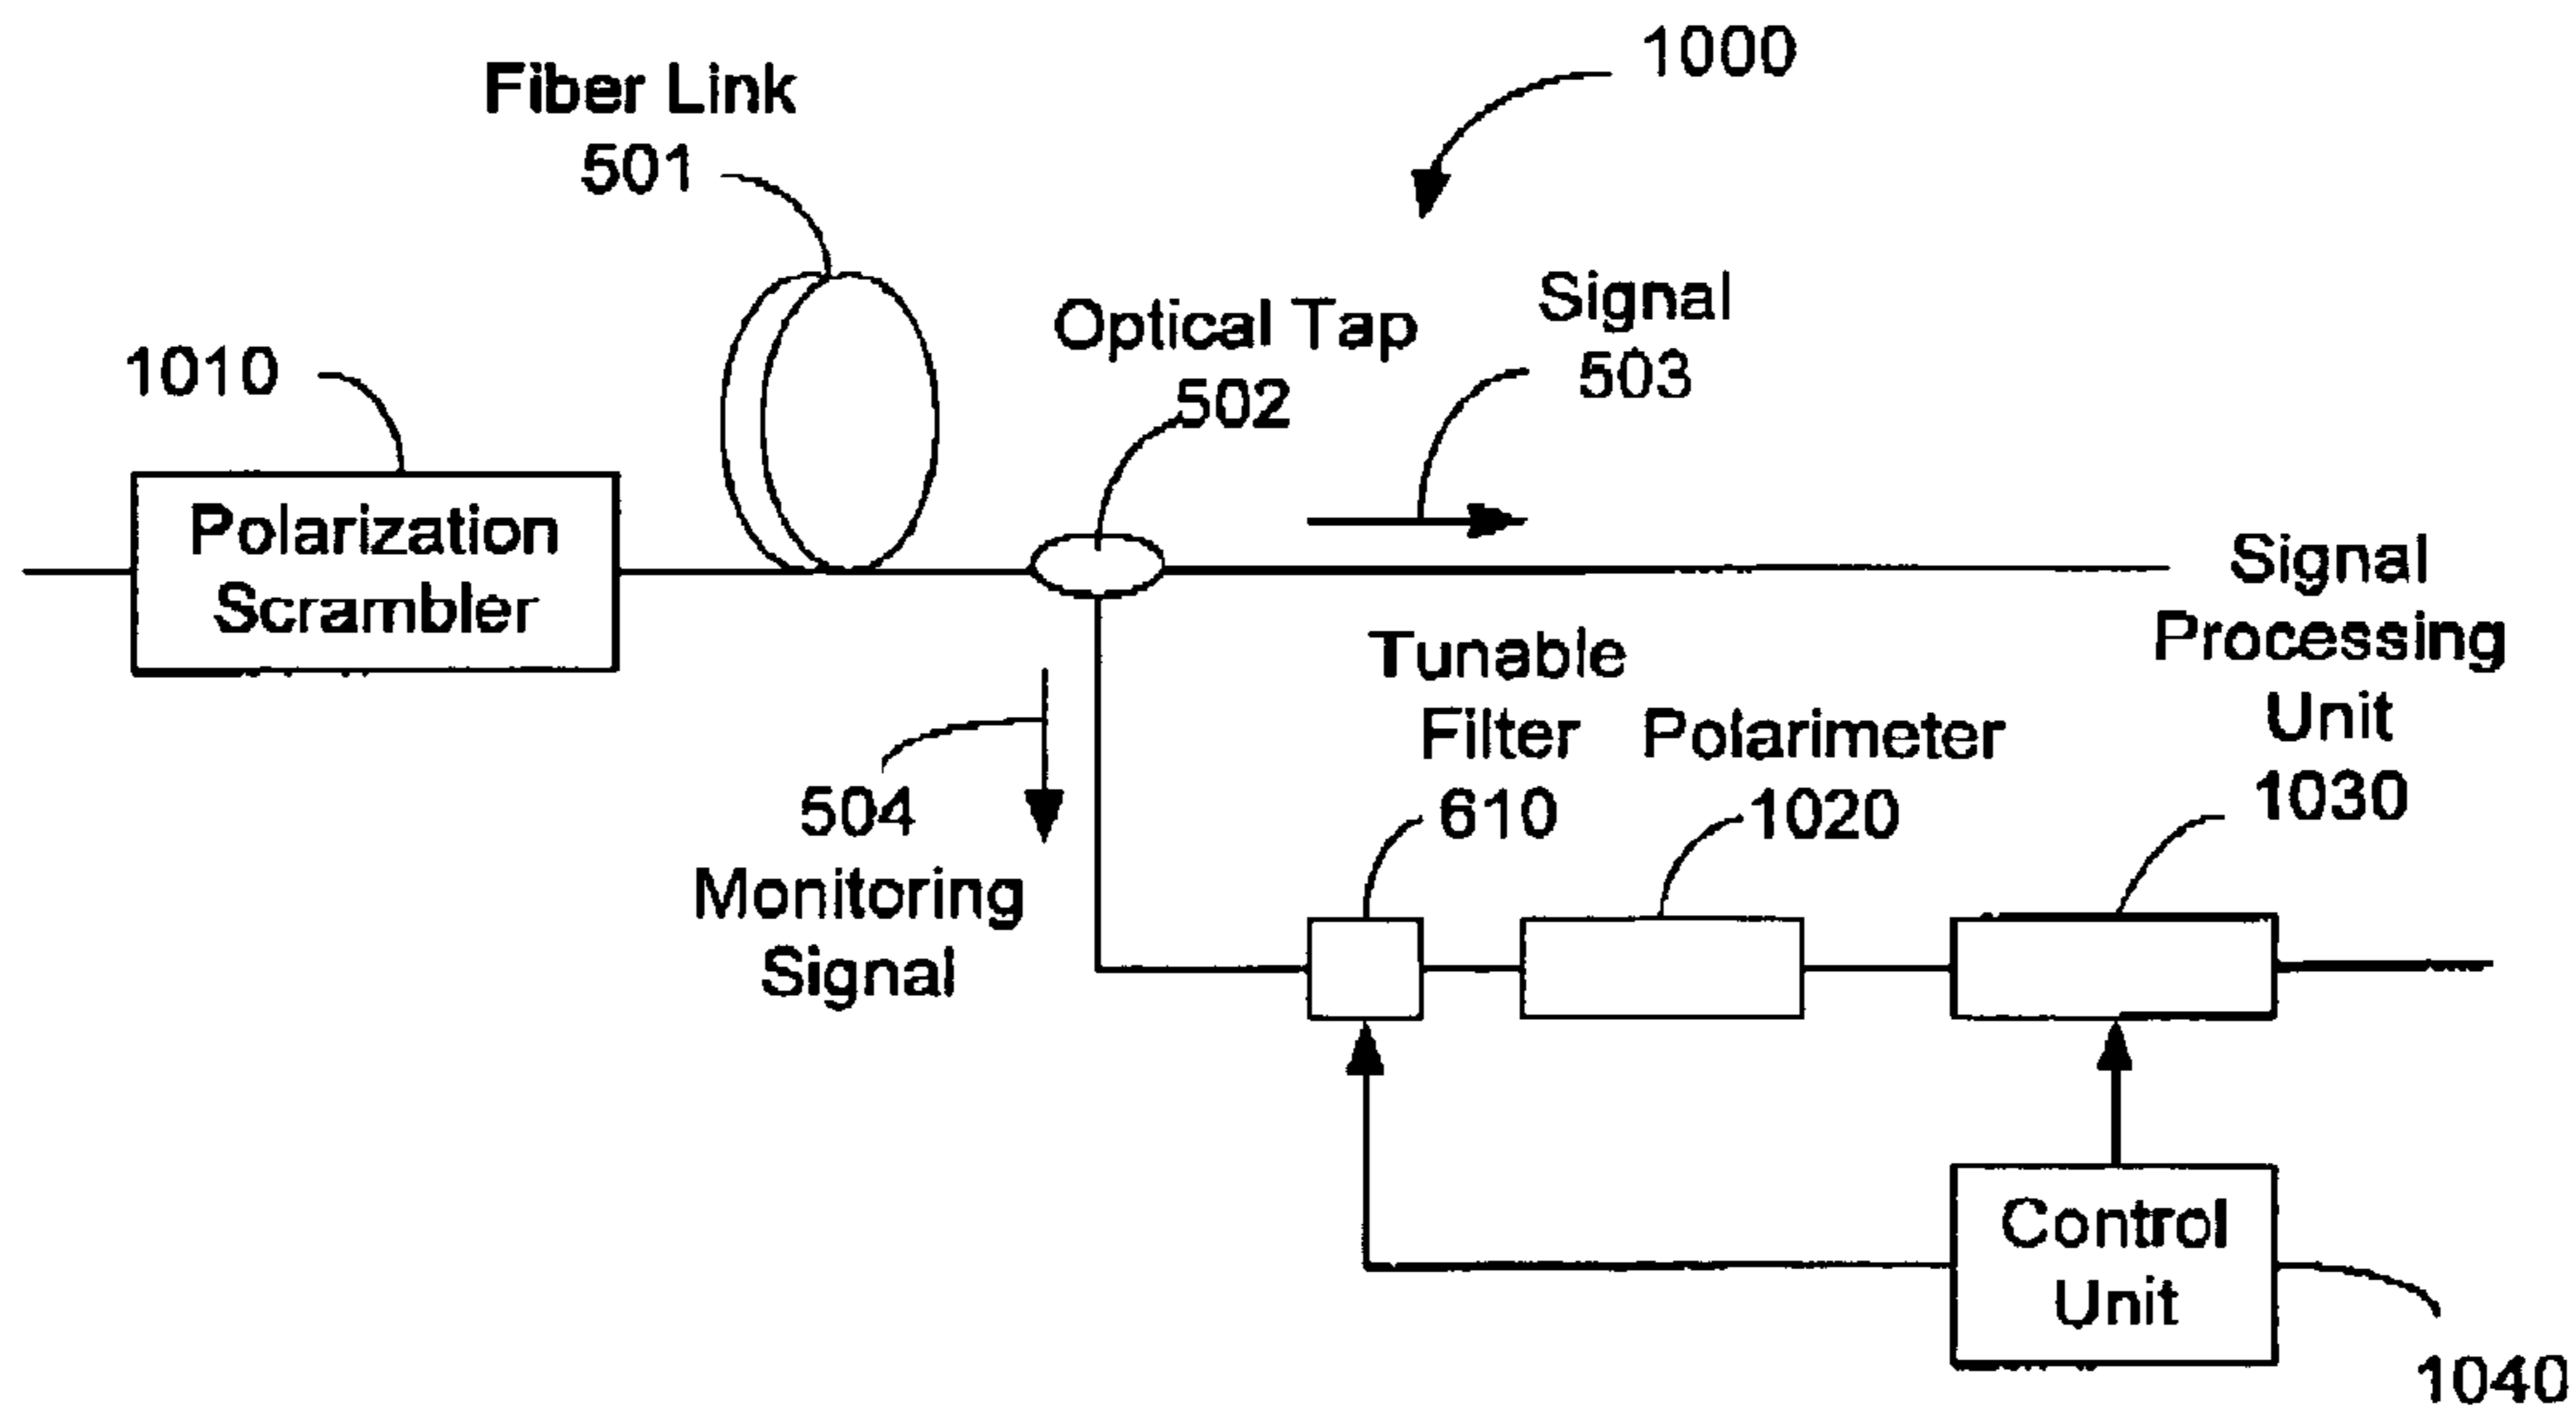 1000
Fiber Link
501
Optical Tap
502
Signal
503
1010
Polarization
Scrambler
Signal
Processing
Unit
1030
Tunable
Filter
610
Polarimeter
1020
504
Monitoring
Signal
Control
Unit
1040